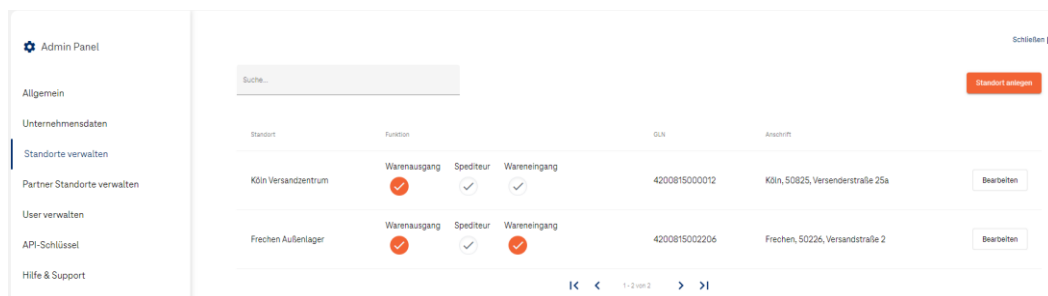 Schließen
Admin Panel
Suche...
Standort anlegen
Allgemein
Unternehmensdaten
Standorte verwalten
Partner Standorte verwalten
User verwalten
API-Schlüssel
Hilfe & Support
Standort Funktion GLN Anschrift
Warenausgang Spediteur Wareneingang
Köln Versandzentrum 4200815000012 Köln, 50825, Versenderstraße 25a Bearbeiten
Warenausgang Spediteur Wareneingang
Frechen Außenlager 4200815002206 Frechen, 50226, Versandstraße 2 Bearbeiten
1 - 2 von 2